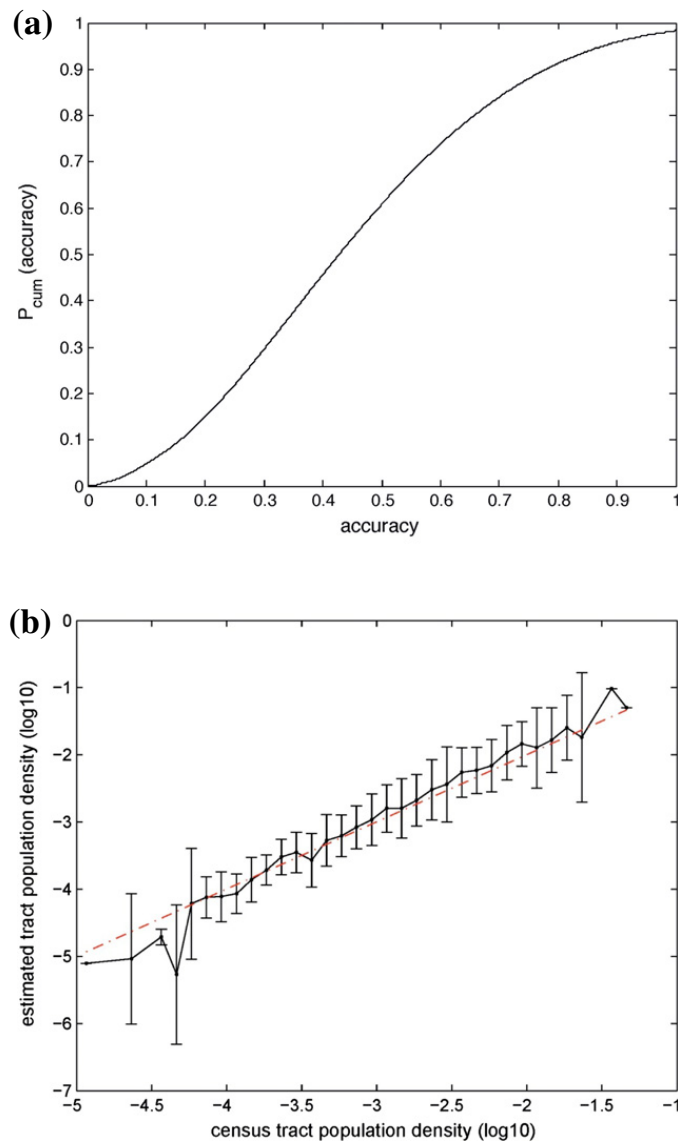 (a)
1
0.9
0.8
0.7
0.6
0.5
0.4
0.3
0.2
0.1
0
P_cum (accuracy)
0 0.1 0.2 0.3 0.4 0.5 0.6 0.7 0.8 0.9 1
accuracy
(b)
0
−1
−2
−3
−4
−5
−6
−7
estimated tract population density (log10)
−5 −4.5 −4 −3.5 −3 −2.5 −2 −1.5 −1
census tract population density (log10)